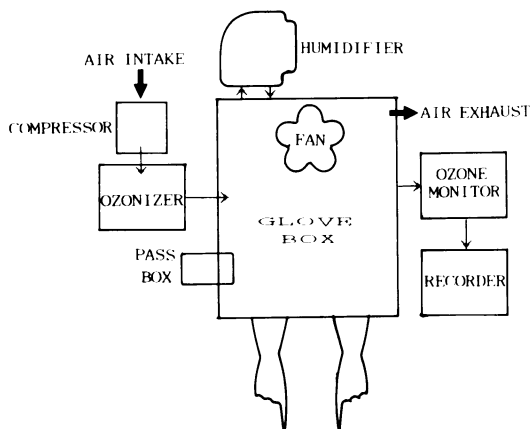 HUMIDIFIER
AIR INTAKE
COMPRESSOR
AIR EXHAUST
FAN
OZONIZER
OZONE
MONITOR
GLOVE
BOX
PASS
BOX
RECORDER